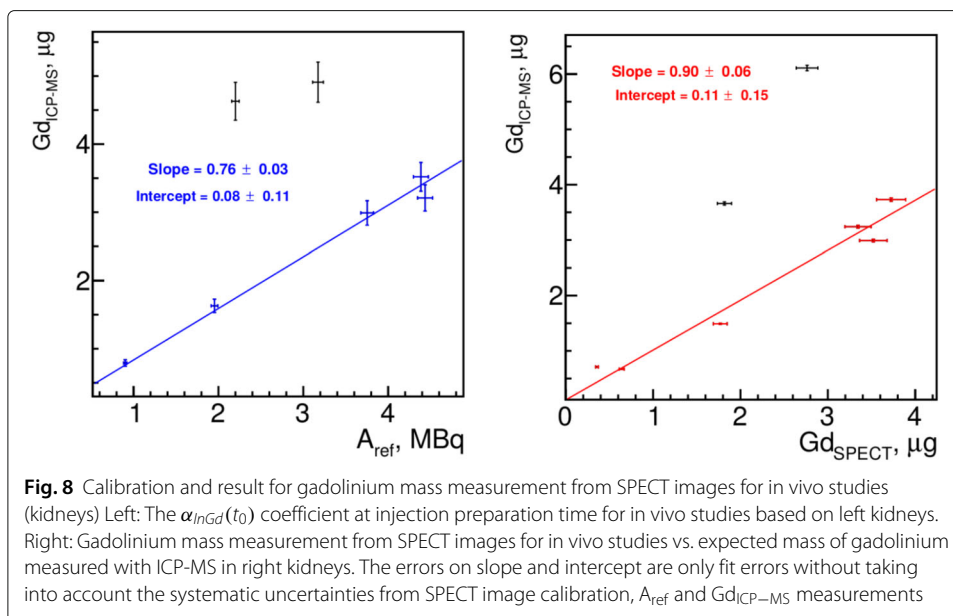 Gd_ICP-MS, µg
4
2
Slope = 0.76 ± 0.03
Intercept = 0.08 ± 0.11
1 2 3 4
A_ref, MBq
Gd_ICP-MS, µg
6
4
2
Slope = 0.90 ± 0.06
Intercept = 0.11 ± 0.15
0 1 2 3 4
Gd_SPECT, µg
Fig. 8 Calibration and result for gadolinium mass measurement from SPECT images for in vivo studies
(kidneys) Left: The α_InGd(t_0) coefficient at injection preparation time for in vivo studies based on left kidneys.
Right: Gadolinium mass measurement from SPECT images for in vivo studies vs. expected mass of gadolinium
measured with ICP-MS in right kidneys. The errors on slope and intercept are only fit errors without taking
into account the systematic uncertainties from SPECT image calibration, A_ref and Gd_ICP−MS measurements